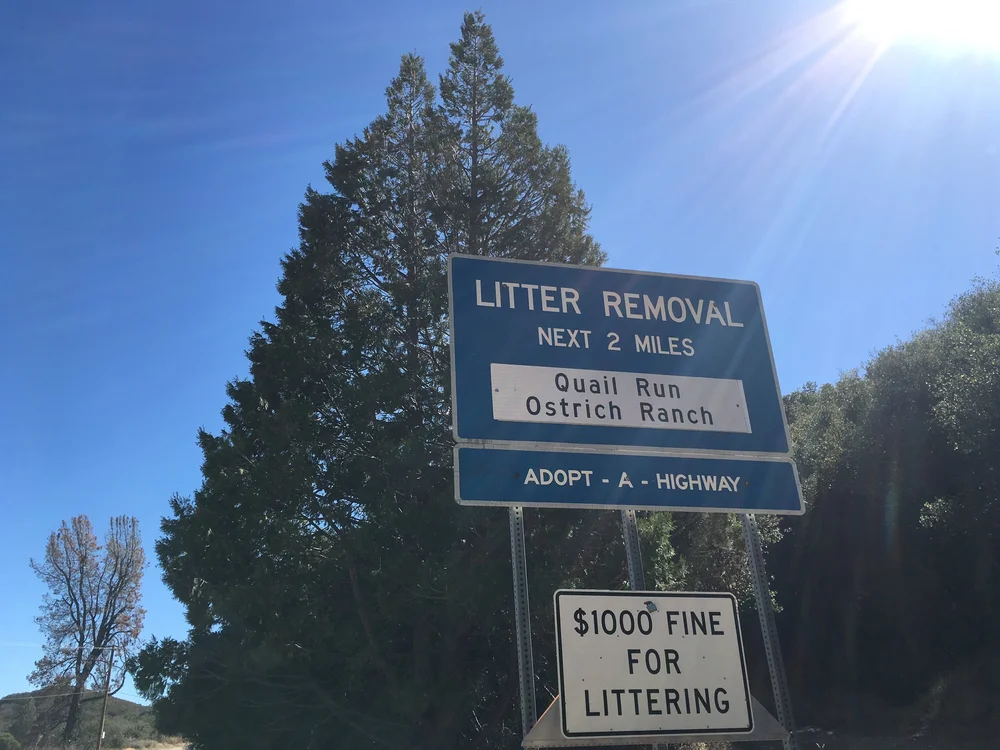 LITTER REMOVAL
NEXT 2 MILES
Quail Run
Ostrich Ranch
ADOPT - A - HIGHWAY
$1000 FINE
FOR
LITTERING